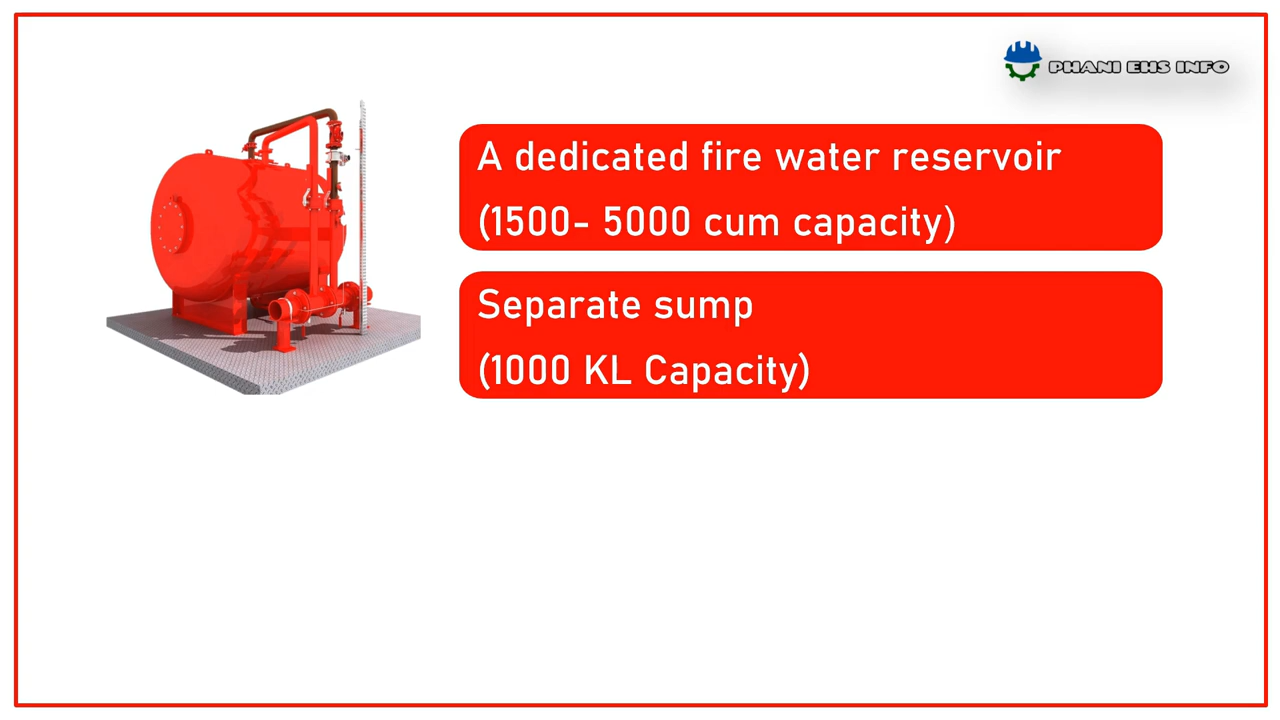 PHANI EHS INFO
A dedicated fire water reservoir
(1500- 5000 cum capacity)
Separate sump
(1000 KL Capacity)